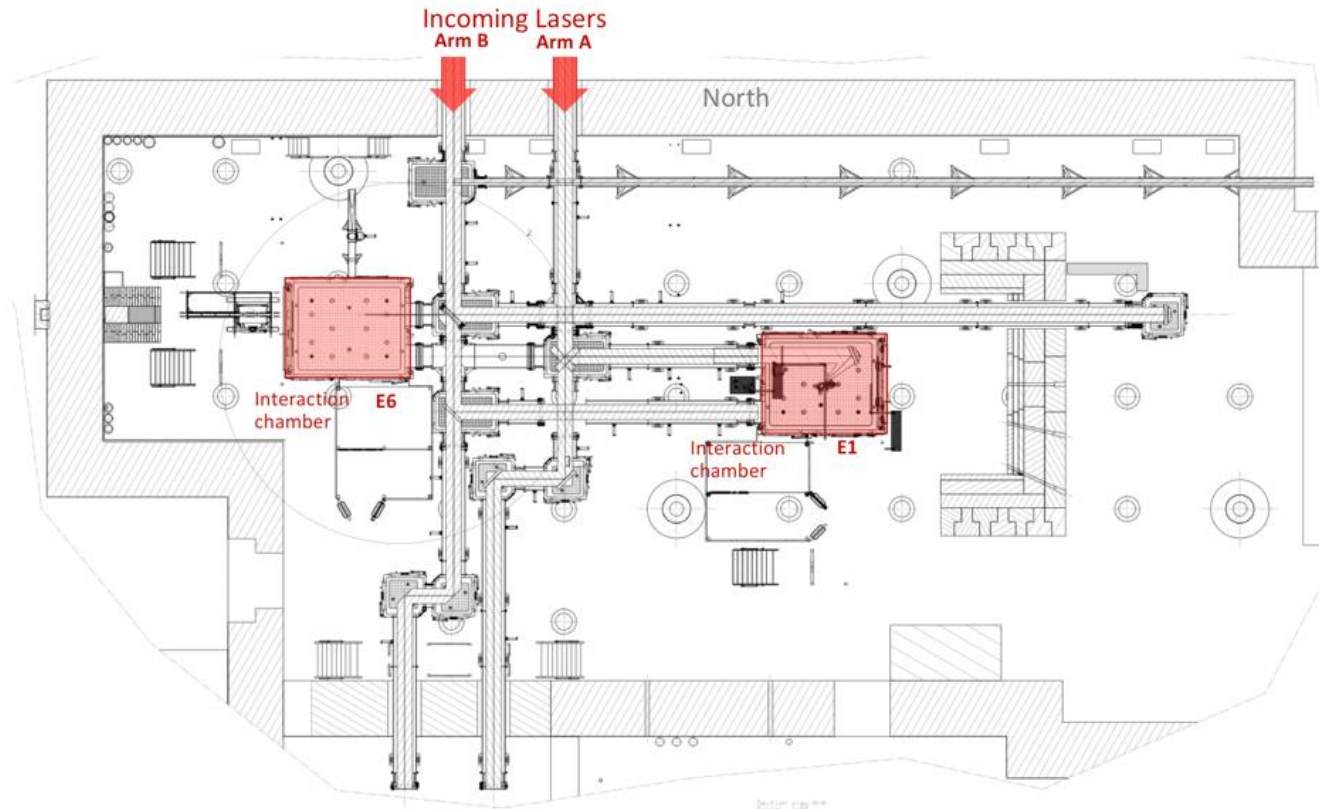 Incoming Lasers
Arm B
Arm A
North
Interaction
chamber
E6
Interaction
chamber
E1